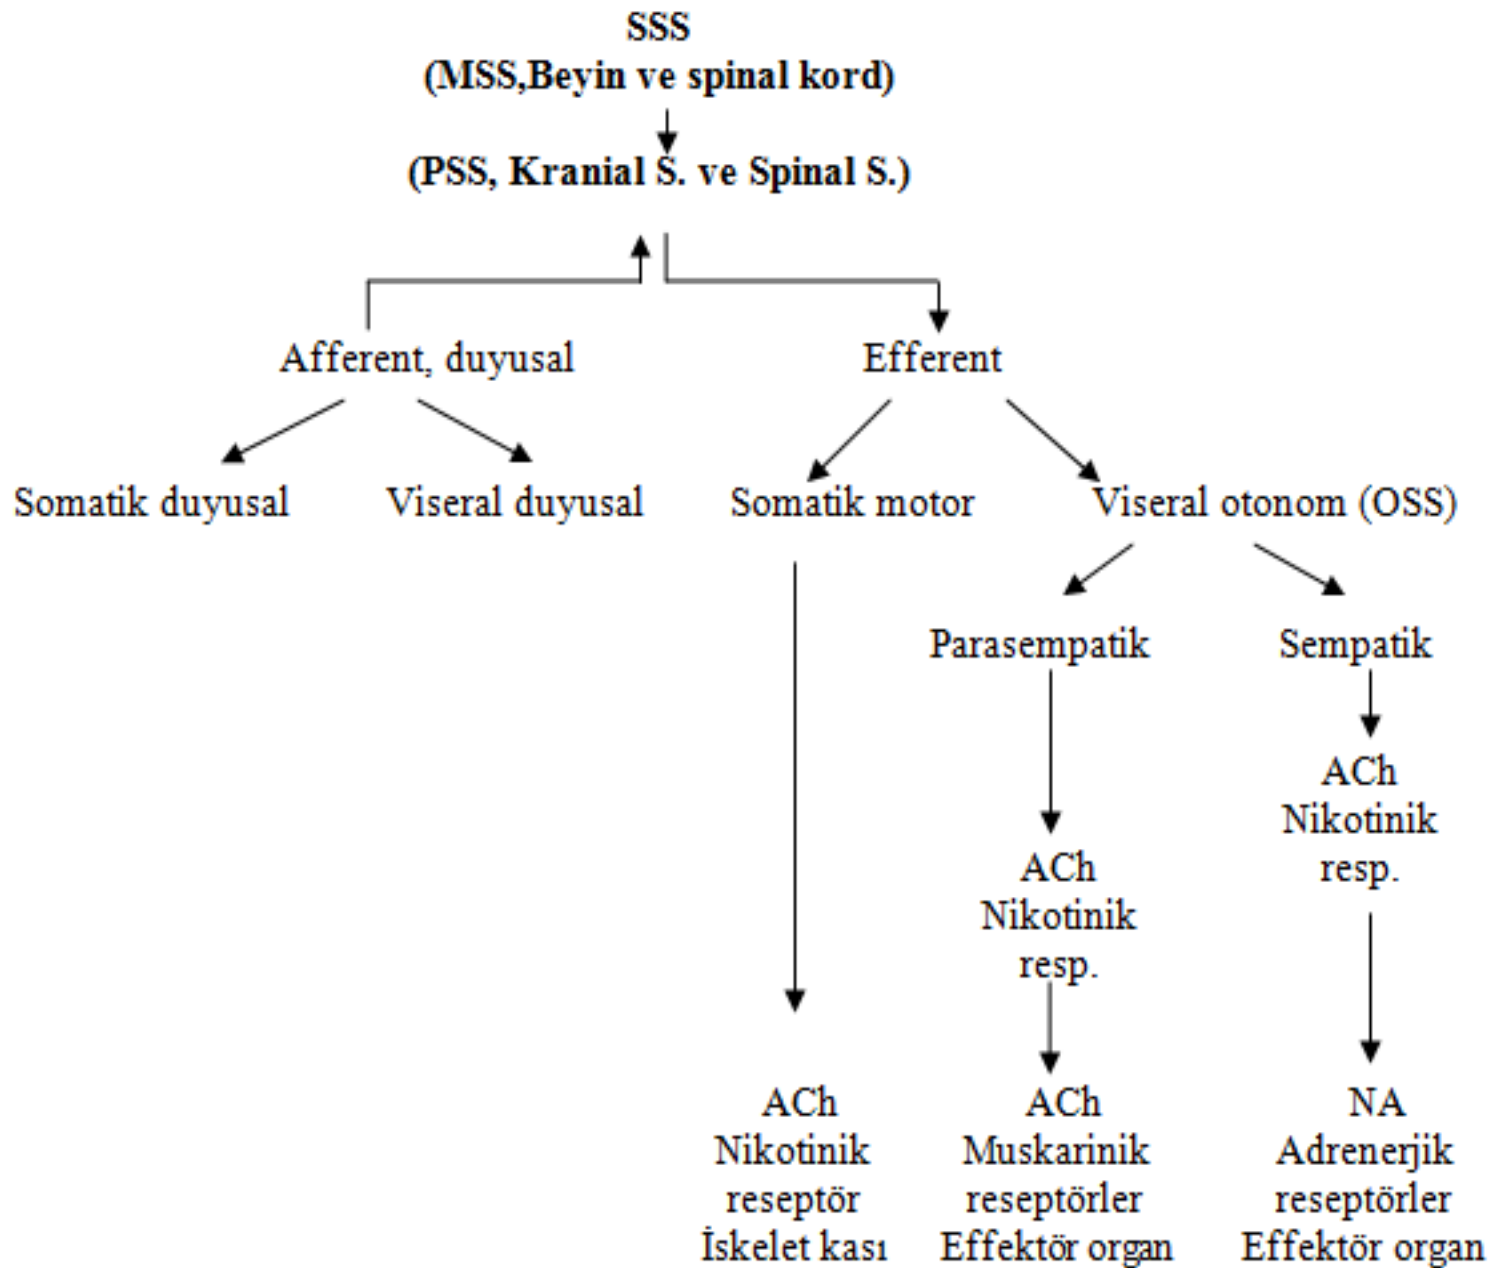 SSS
(MSS,Beyin ve spinal kord)
(PSS, Kranial S. ve Spinal S.)
Afferent, duyusal
Efferent
Somatik duyusal
Viseral duyusal
Somatik motor
Viseral otonom (OSS)
Parasempatik
Sempatik
ACh
Nikotinik
resp.
ACh
Nikotinik
resp.
ACh
Nikotinik
reseptör
İskelet kası
ACh
Muskarinik
reseptörler
Effektör organ
NA
Adrenerjik
reseptörler
Effektör organ